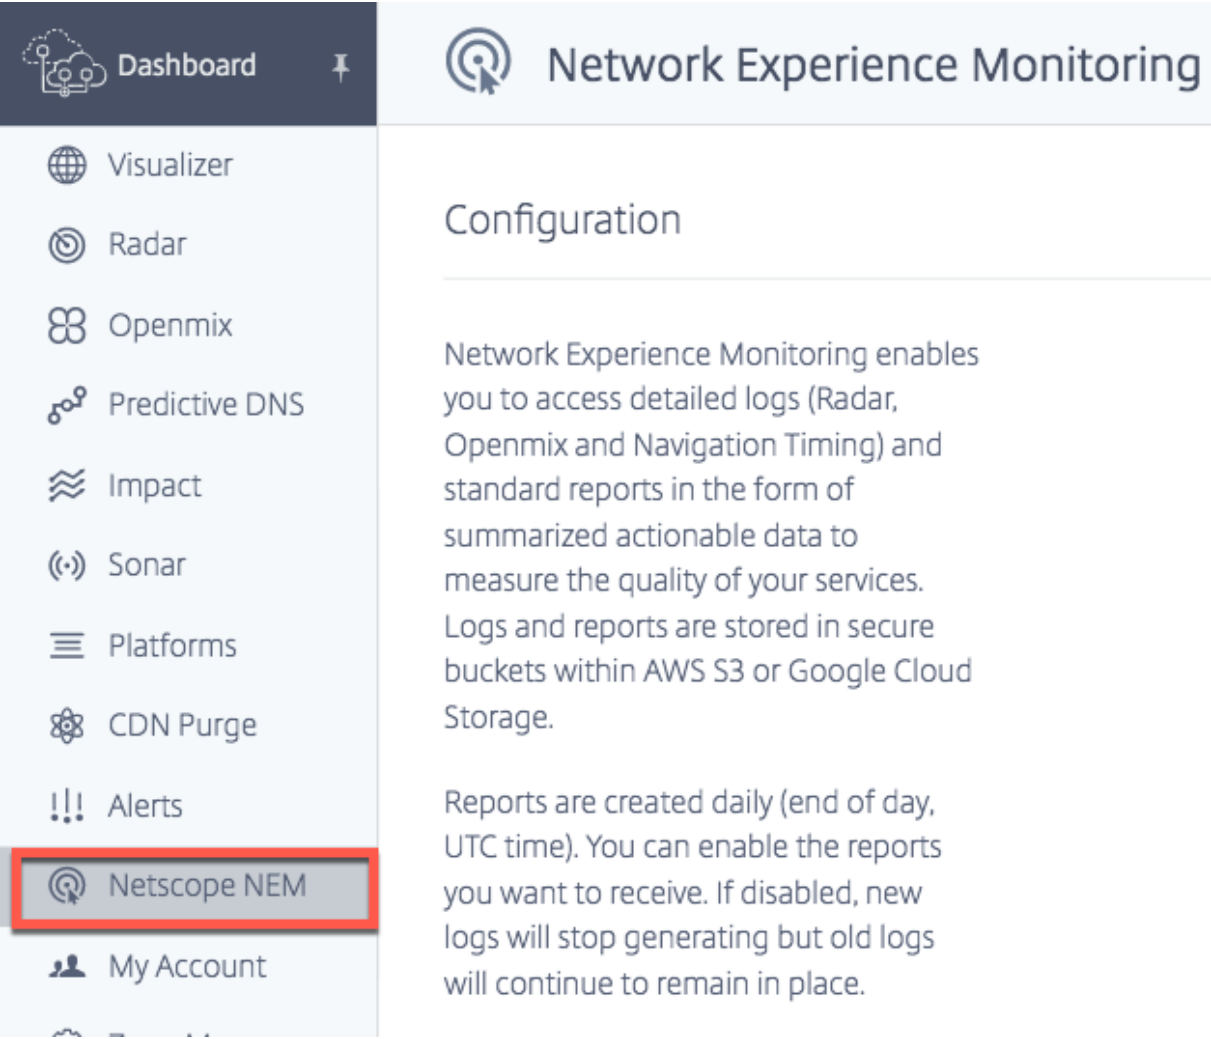 Dashboard
Network Experience Monitoring
Visualizer
Radar
Openmix
Predictive DNS
Impact
Sonar
Platforms
CDN Purge
Alerts
Netscope NEM
My Account
Configuration
Network Experience Monitoring enables
you to access detailed logs (Radar,
Openmix and Navigation Timing) and
standard reports in the form of
summarized actionable data to
measure the quality of your services.
Logs and reports are stored in secure
buckets within AWS S3 or Google Cloud
Storage.
Reports are created daily (end of day,
UTC time). You can enable the reports
you want to receive. If disabled, new
logs will stop generating but old logs
will continue to remain in place.